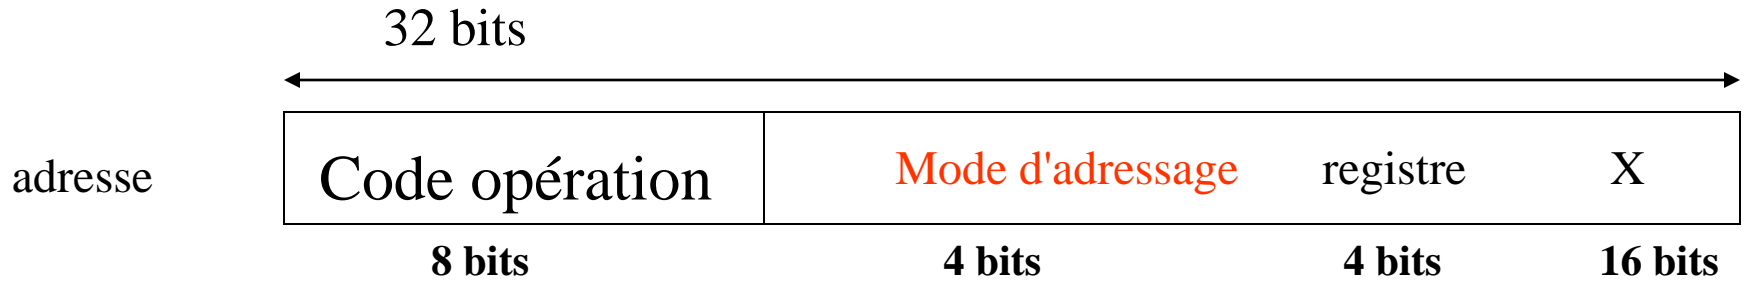 32 bits
adresse Code opération Mode d'adressage registre X
8 bits 4 bits 4 bits 16 bits